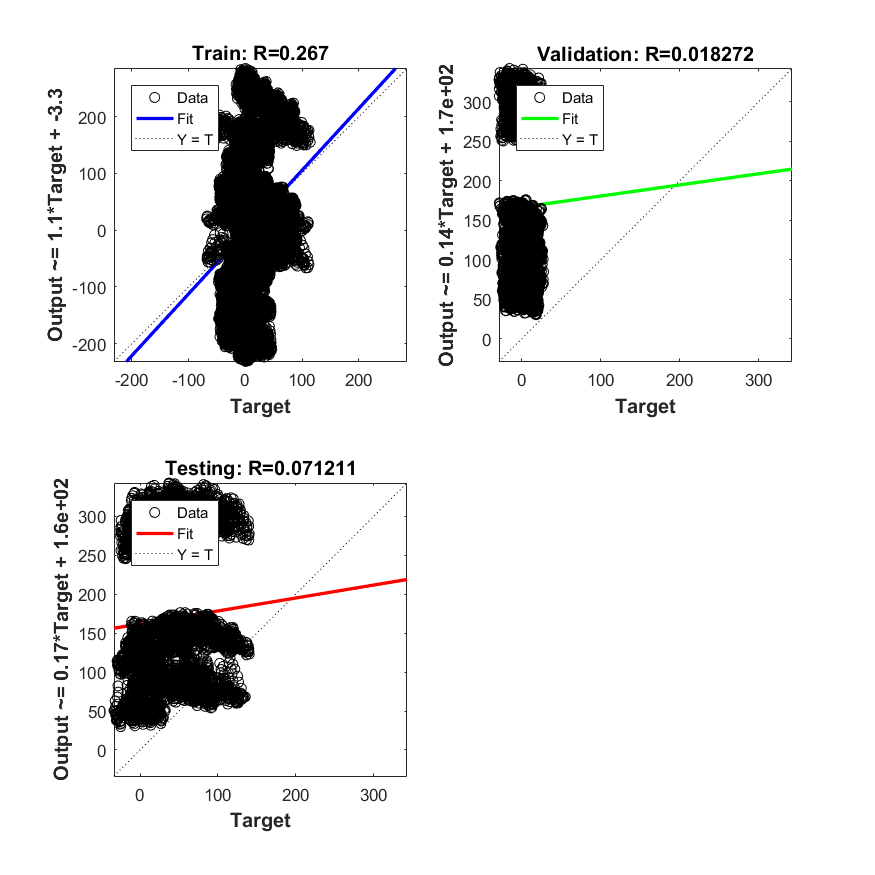 Train: R=0.267
Output ~= 1.1*Target + -3.3
200
100
0
-100
-200
Data
Fit
Y = T
-200
-100
0
100
200
Target
Validation: R=0.018272
Output ~= 0.14*Target + 1.7e+02
300
250
200
150
100
50
0
Data
Fit
Y = T
0
100
200
300
Target
Testing: R=0.071211
Output ~= 0.17*Target + 1.6e+02
300
250
200
150
100
50
0
Data
Fit
Y = T
0
100
200
300
Target